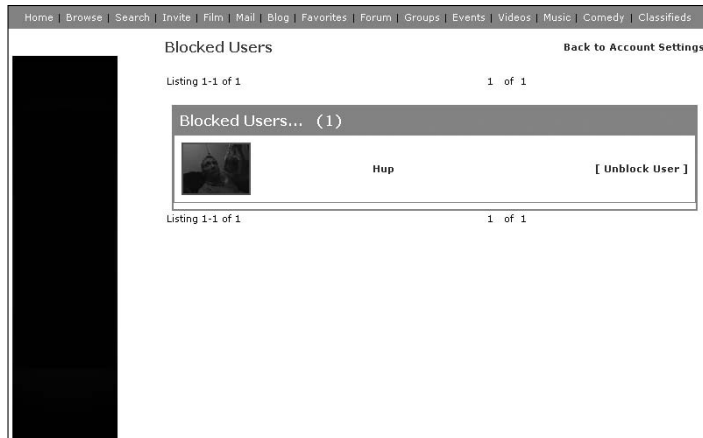 Home | Browse | Search | Invite | Film | Mail | Blog | Favorites | Forum | Groups | Events | Videos | Music | Comedy | Classifieds
Blocked Users Back to Account Settings
Listing 1-1 of 1 1 of 1
Blocked Users... (1)
Hup [ Unblock User ]
Listing 1-1 of 1 1 of 1